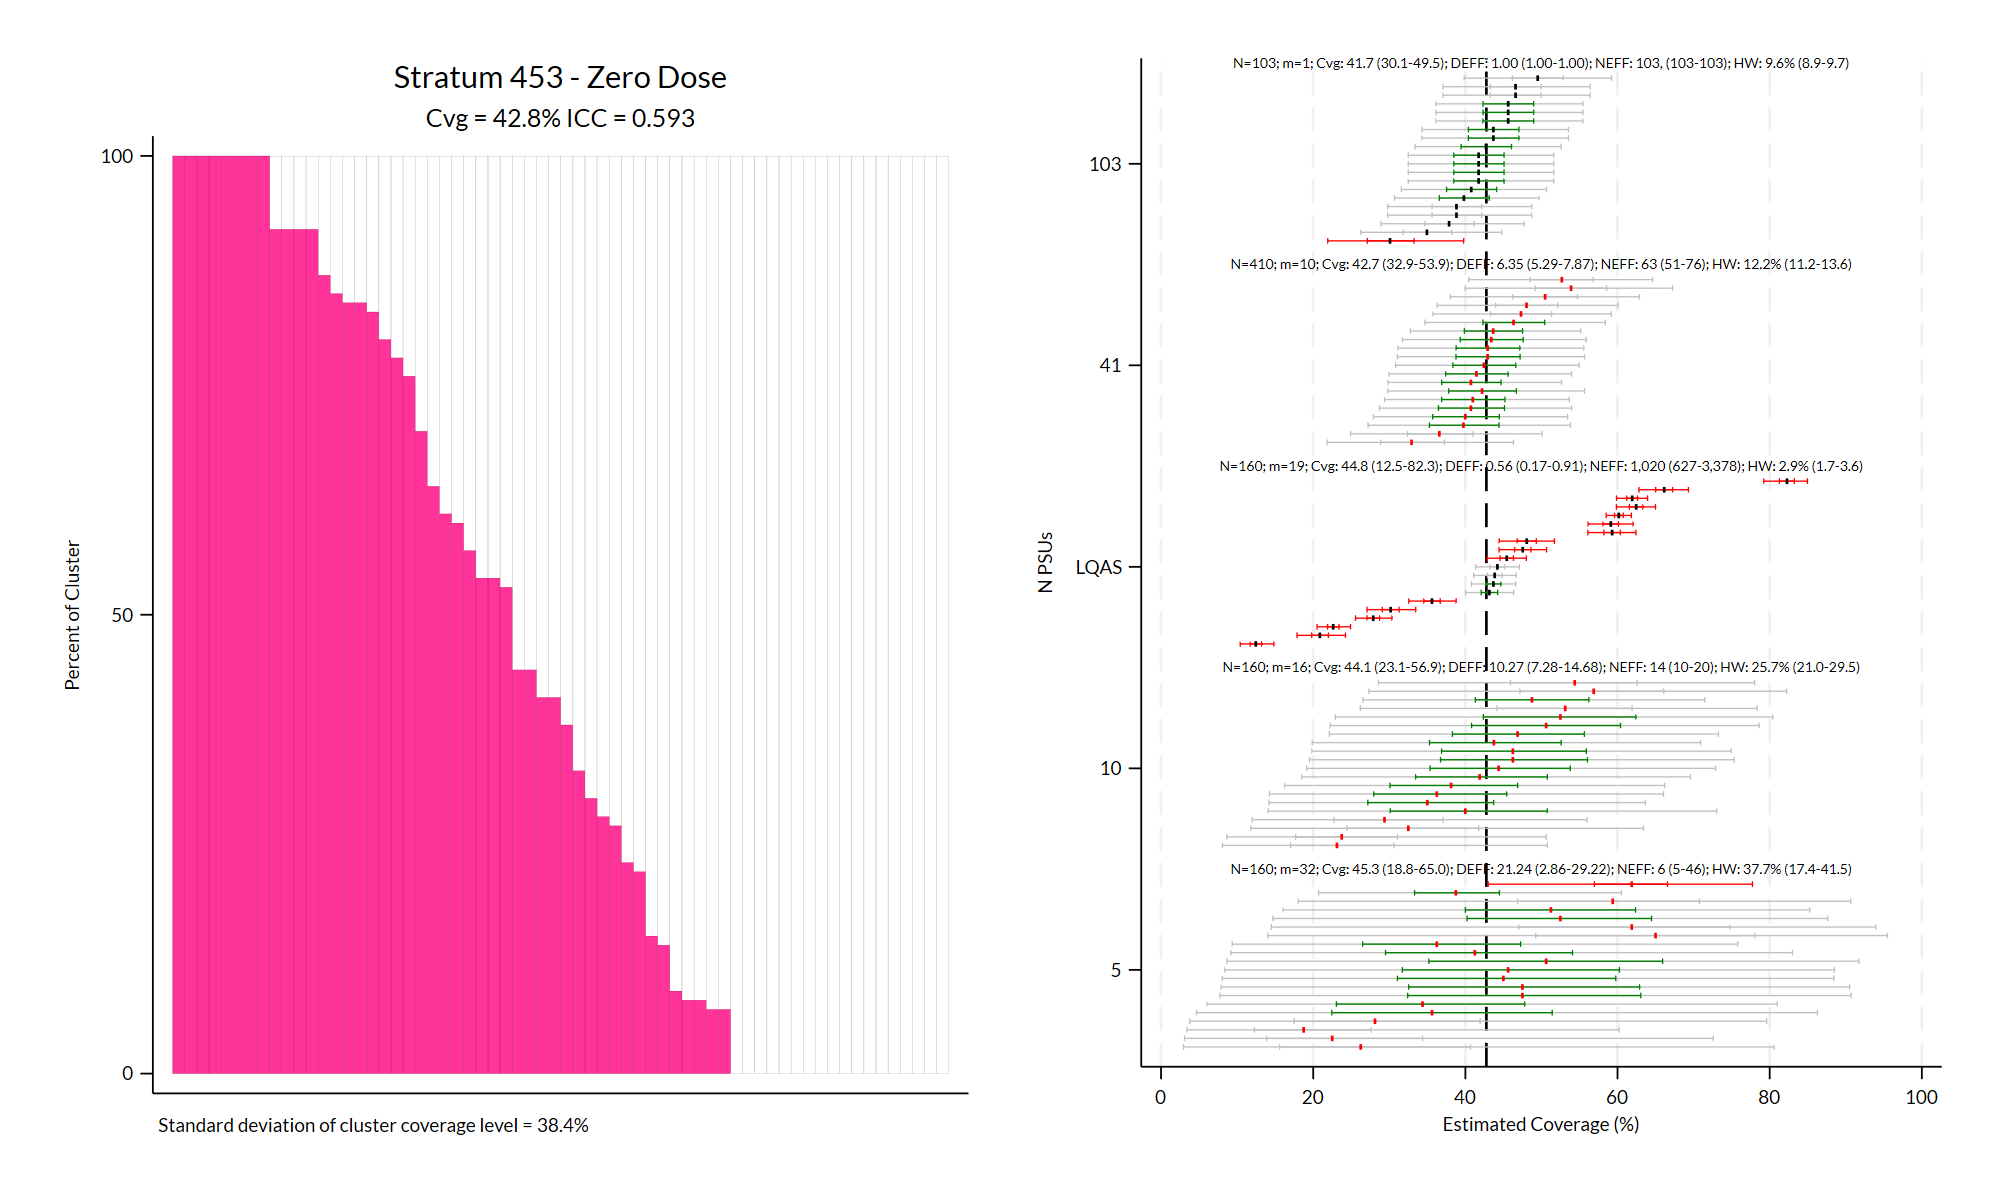 Stratum 453 - Zero Dose
Cvg = 42.8% ICC = 0.593
Percent of Cluster
100
50
0
Standard deviation of cluster coverage level = 38.4%
N PSUs
N=103; m=1; Cvg: 41.7 (30.1-49.5); DEFF: 1.00 (1.00-1.00); NEFF: 103, (103-103); HW: 9.6% (8.9-9.7)
103
N=410; m=10; Cvg: 42.7 (32.9-53.9); DEFF: 6.35 (5.29-7.87); NEFF: 63 (51-76); HW: 12.2% (11.2-13.6)
41
N=160; m=19; Cvg: 44.8 (12.5-82.3); DEFF: 0.56 (0.17-0.91); NEFF: 1,020 (627-3,378); HW: 2.9% (1.7-3.6)
LQAS
N=160; m=16; Cvg: 44.1 (23.1-56.9); DEFF: 10.27 (7.28-14.68); NEFF: 14 (10-20); HW: 25.7% (21.0-29.5)
10
N=160; m=32; Cvg: 45.3 (18.8-65.0); DEFF: 21.24 (2.86-29.22); NEFF: 6 (5-46); HW: 37.7% (17.4-41.5)
5
0 20 40 60 80 100
Estimated Coverage (%)